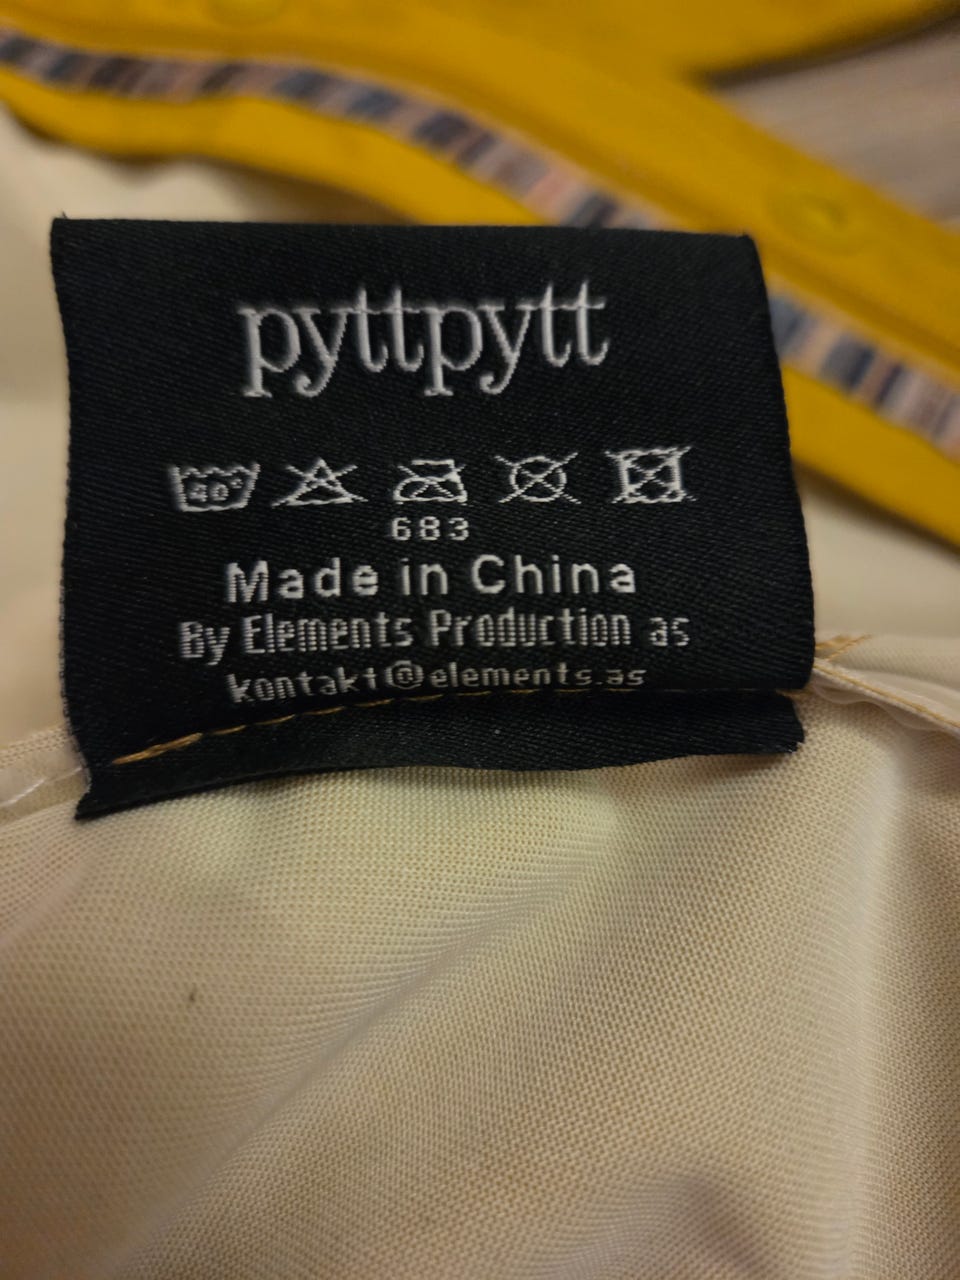 pyttpytt
40°
683
Made in China
By Elements Production as
kontakt@elements.as